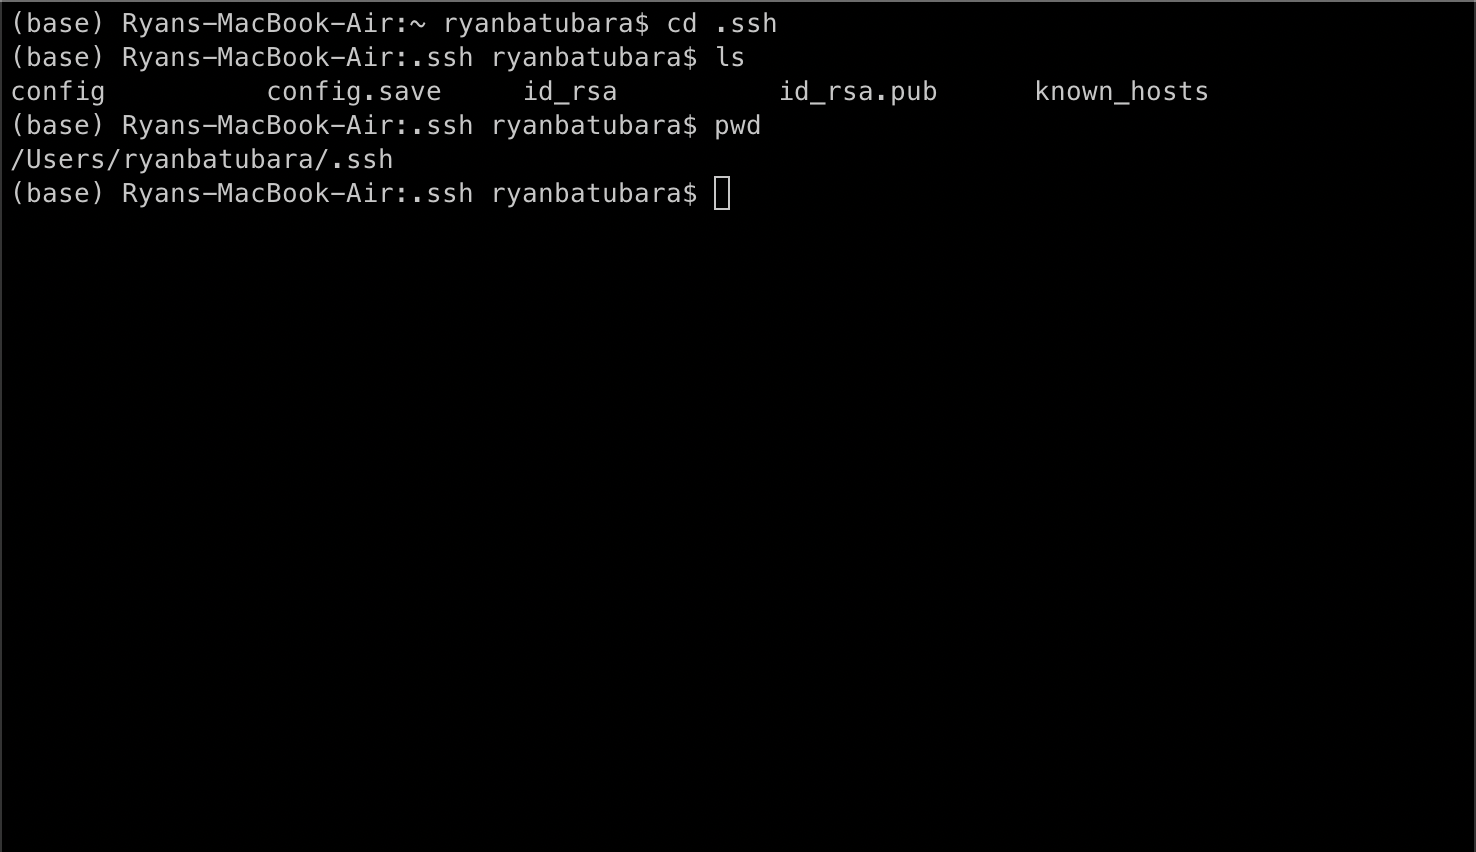 (base) Ryans-MacBook-Air:~ ryanbatubara$ cd .ssh
(base) Ryans-MacBook-Air:.ssh ryanbatubara$ ls
config config.save id_rsa id_rsa.pub known_hosts
(base) Ryans-MacBook-Air:.ssh ryanbatubara$ pwd
/Users/ryanbatubara/.ssh
(base) Ryans-MacBook-Air:.ssh ryanbatubara$